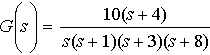 G(s) = 10(s+4) / s(s+1)(s+3)(s+8)